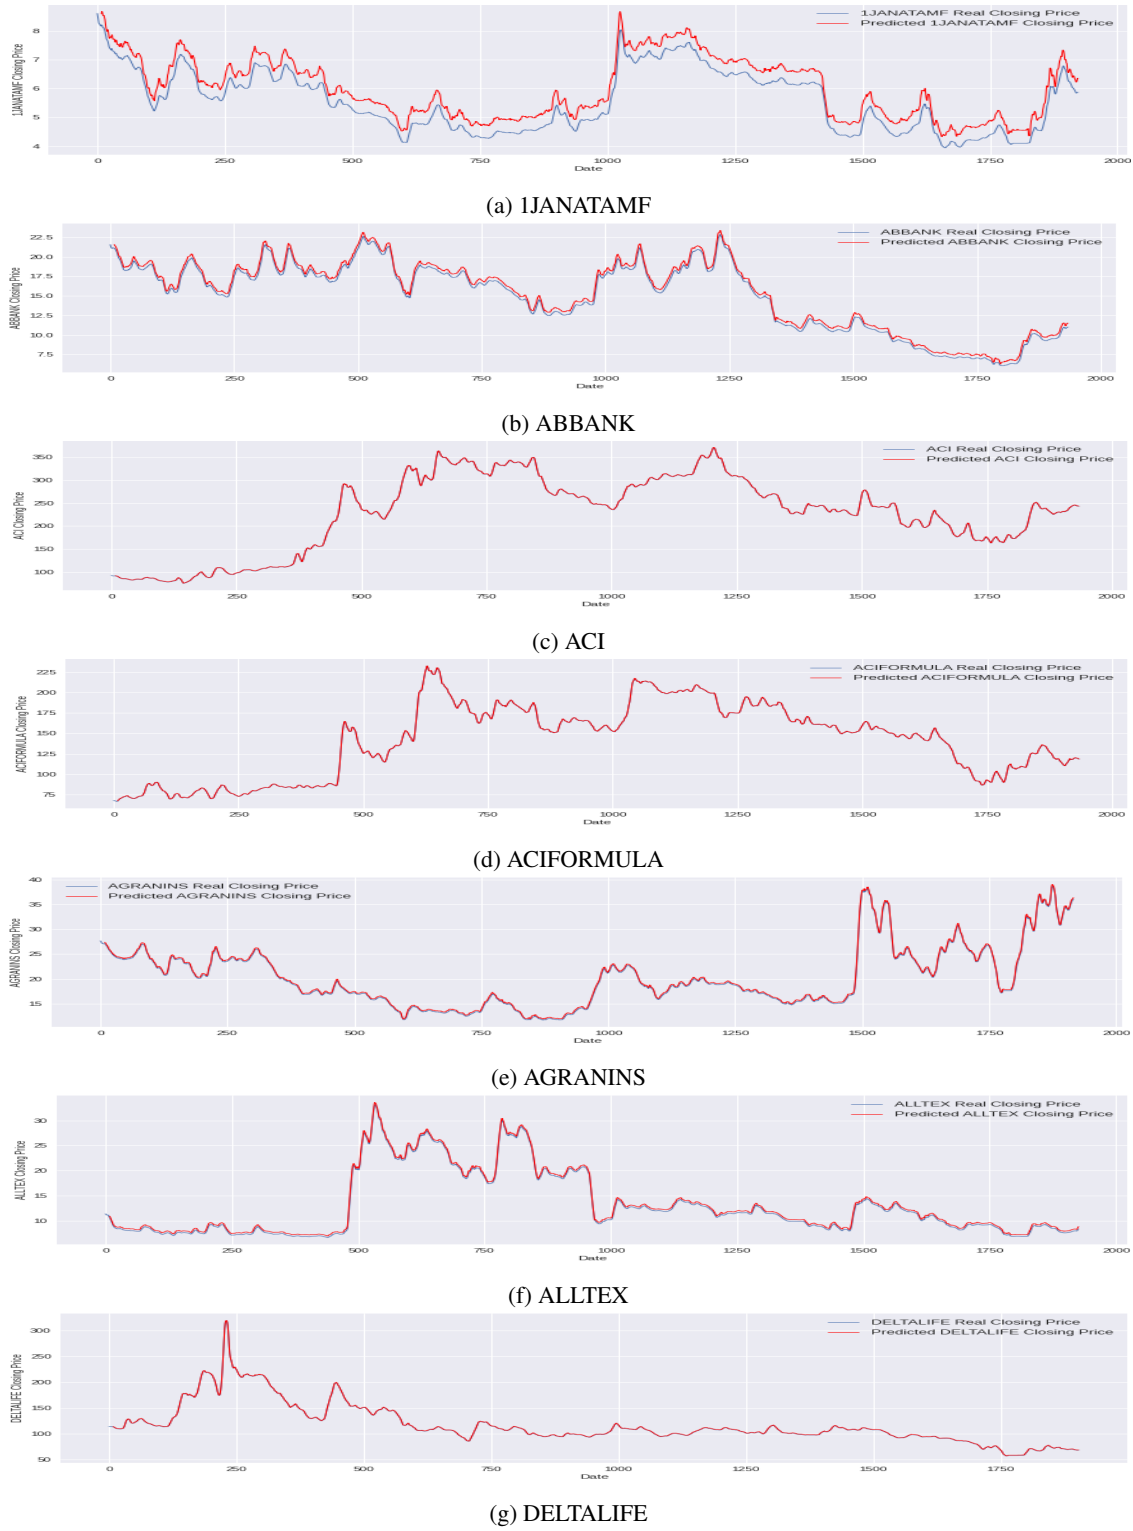 1JANATAMF Real Closing Price
Predicted 1JANATAMF Closing Price
1JANATAMF Closing Price
8
7
6
5
4
0 250 500 750 1000 1250 1500 1750 2000
Date
(a) 1JANATAMF
ABBANK Real Closing Price
Predicted ABBANK Closing Price
ABBANK Closing Price
22.5
20.0
17.5
15.0
12.5
10.0
7.5
0 250 500 750 1000 1250 1500 1750 2000
Date
(b) ABBANK
ACI Real Closing Price
Predicted ACI Closing Price
ACI Closing Price
350
300
250
200
150
100
0 250 500 750 1000 1250 1500 1750 2000
Date
(c) ACI
ACIFORMULA Real Closing Price
Predicted ACIFORMULA Closing Price
ACIFORMULA Closing Price
225
200
175
150
125
100
75
0 250 500 750 1000 1250 1500 1750 2000
Date
(d) ACIFORMULA
AGRANINS Real Closing Price
Predicted AGRANINS Closing Price
AGRANINS Closing Price
40
35
30
25
20
15
0 250 500 750 1000 1250 1500 1750 2000
Date
(e) AGRANINS
ALLTEX Real Closing Price
Predicted ALLTEX Closing Price
ALLTEX Closing Price
30
25
20
15
10
0 250 500 750 1000 1250 1500 1750 2000
Date
(f) ALLTEX
DELTALIFE Real Closing Price
Predicted DELTALIFE Closing Price
DELTALIFE Closing Price
300
250
200
150
100
50
0 250 500 750 1000 1250 1500 1750
Date
(g) DELTALIFE